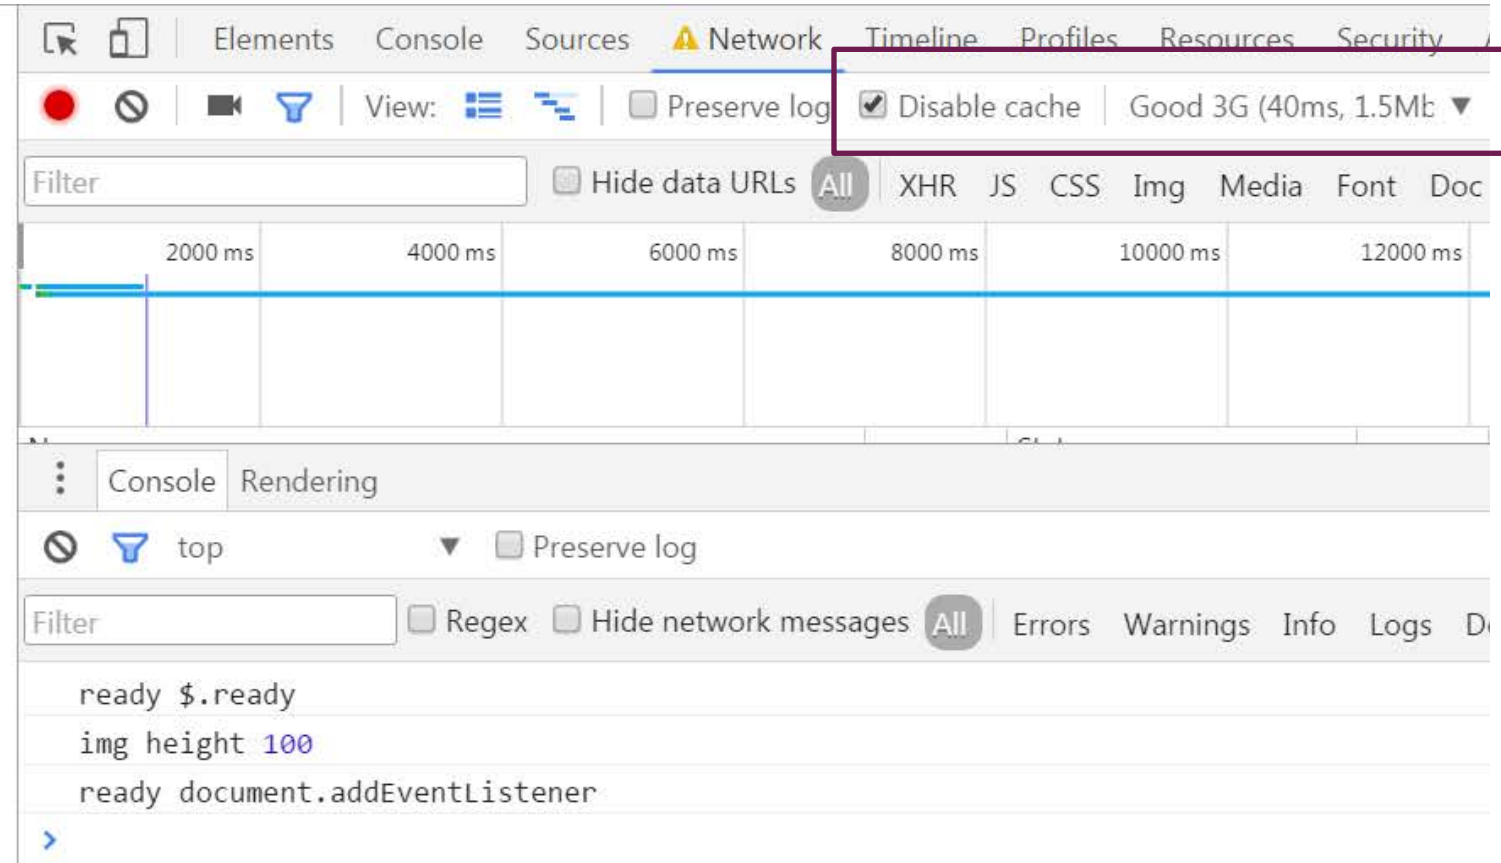 Elements Console Sources Network Timeline Profiles Resources Security
View: Preserve log Disable cache Good 3G (40ms, 1.5Mb ▼
Filter Hide data URLs All XHR JS CSS Img Media Font Doc
2000 ms 4000 ms 6000 ms 8000 ms 10000 ms 12000 ms
Console Rendering
top ▼ Preserve log
Filter Regex Hide network messages All Errors Warnings Info Logs
ready $.ready
img height 100
ready document.addEventListener
>